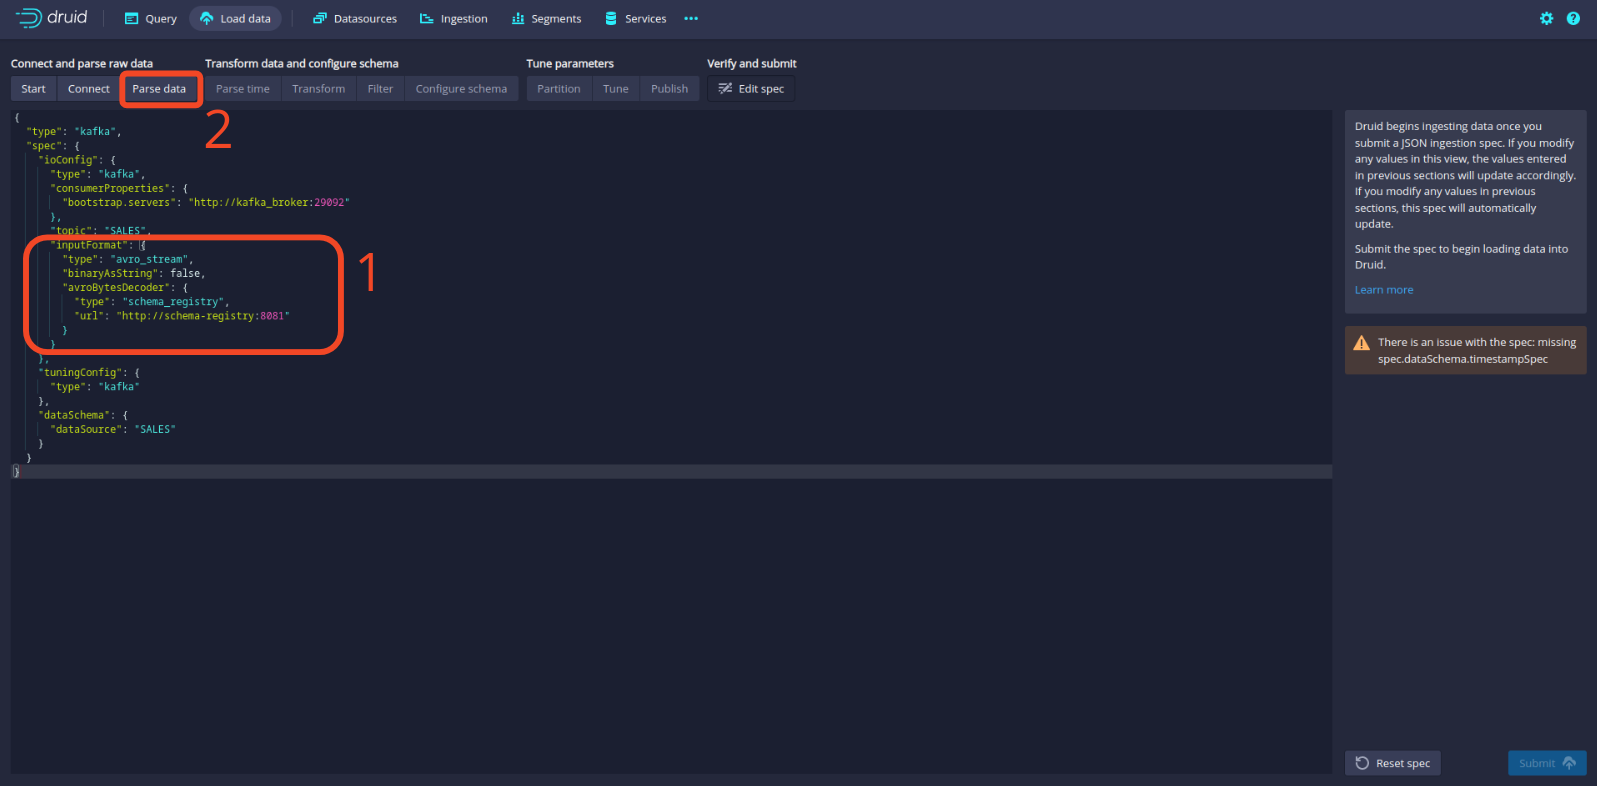 druid
Query
Load data
Datasources
Ingestion
Segments
Services
Connect and parse raw data
Transform data and configure schema
Tune parameters
Verify and submit
Start
Connect
Parse data
Parse time
Transform
Filter
Configure schema
Partition
Tune
Publish
Edit spec
2
{
"type": "kafka",
"spec": {
"ioConfig": {
"type": "kafka",
"consumerProperties": {
"bootstrap.servers": "http://kafka_broker:29092"
},
"topic": "SALES",
"inputFormat": {
"type": "avro_stream",
"binaryAsString": false,
"avroBytesDecoder": {
"type": "schema_registry",
"url": "http://schema-registry:8081"
}
}
},
"tuningConfig": {
"type": "kafka"
},
"dataSchema": {
"dataSource": "SALES"
}
}
}
1
Druid begins ingesting data once you
submit a JSON ingestion spec. If you modify
any values in this view, the values entered
in previous sections will update accordingly.
If you modify any values in previous
sections, this spec will automatically
update.
Submit the spec to begin loading data into
Druid.
Learn more
There is an issue with the spec: missing
spec.dataSchema.timestampSpec
Reset spec
Submit